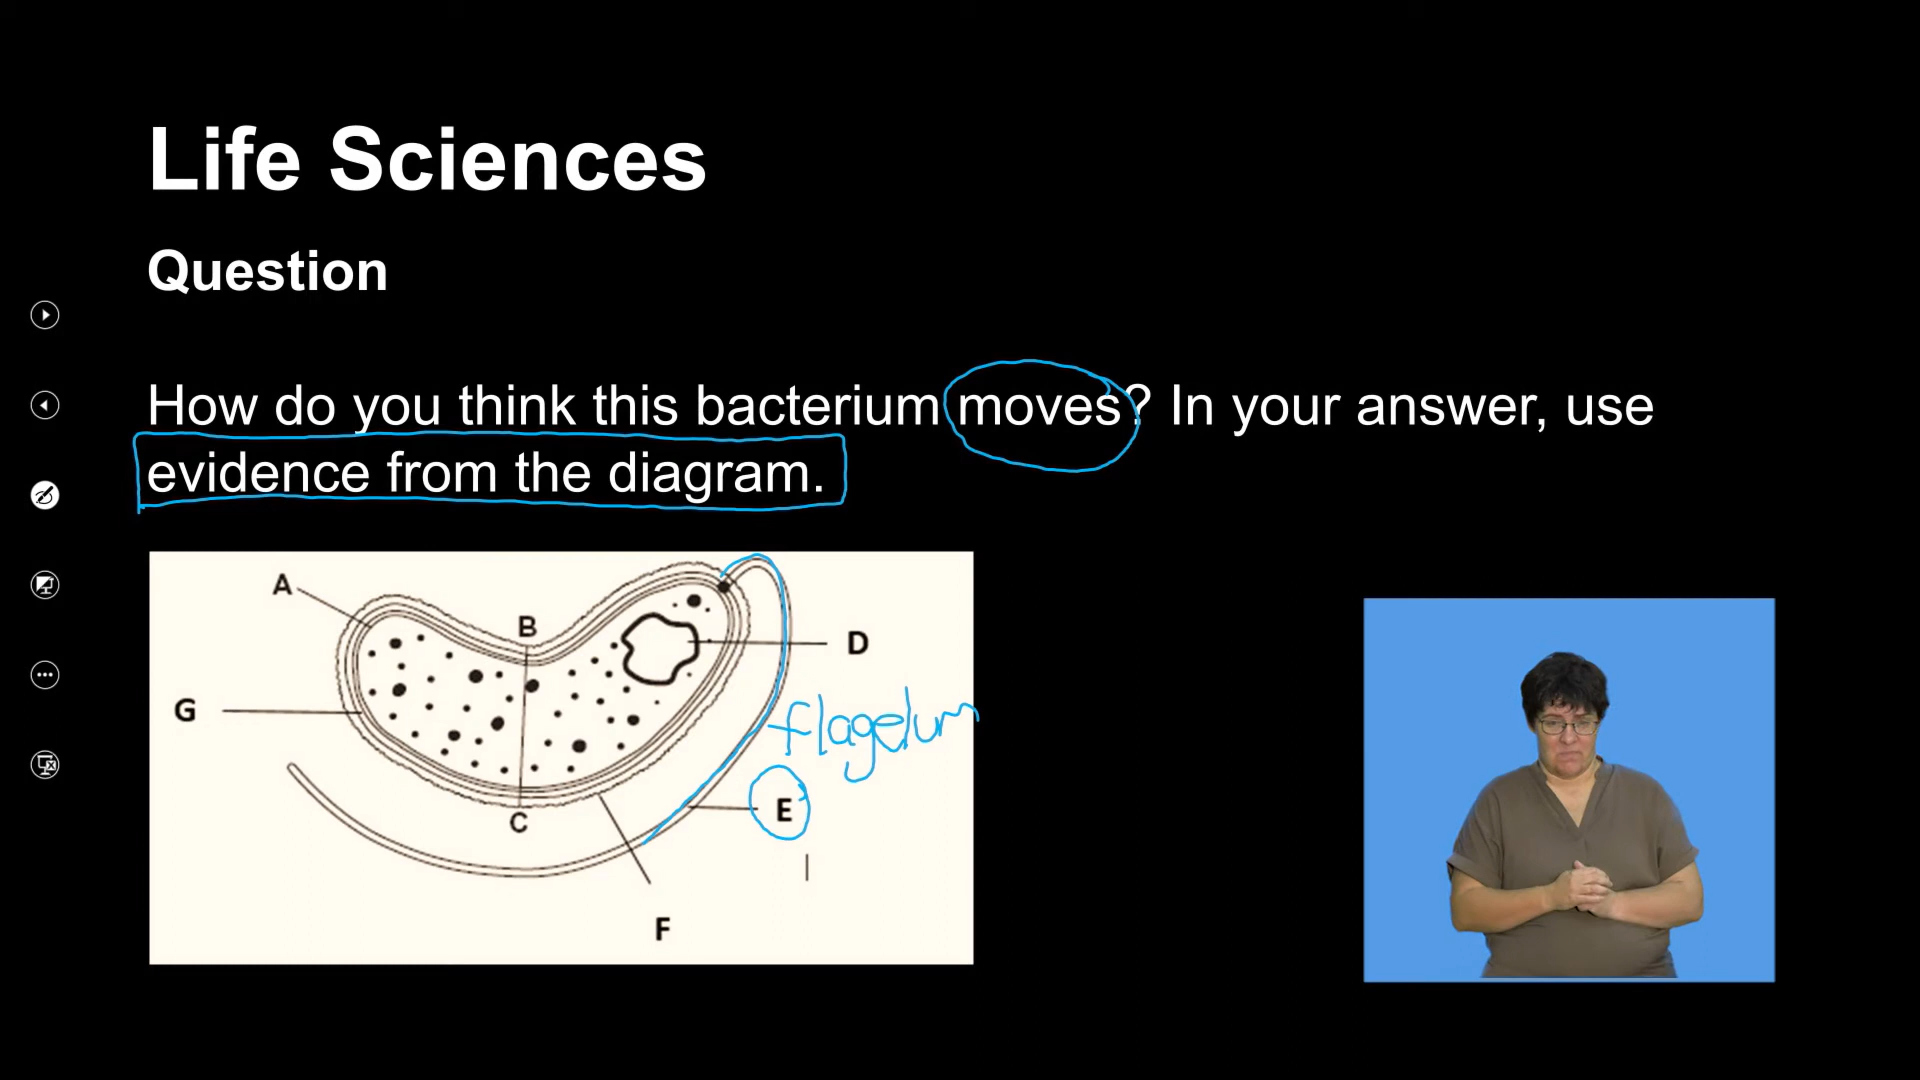 Life Sciences
Question
How do you think this bacterium moves? In your answer, use
evidence from the diagram.
A
B
D
G
flagelum
E
C
F